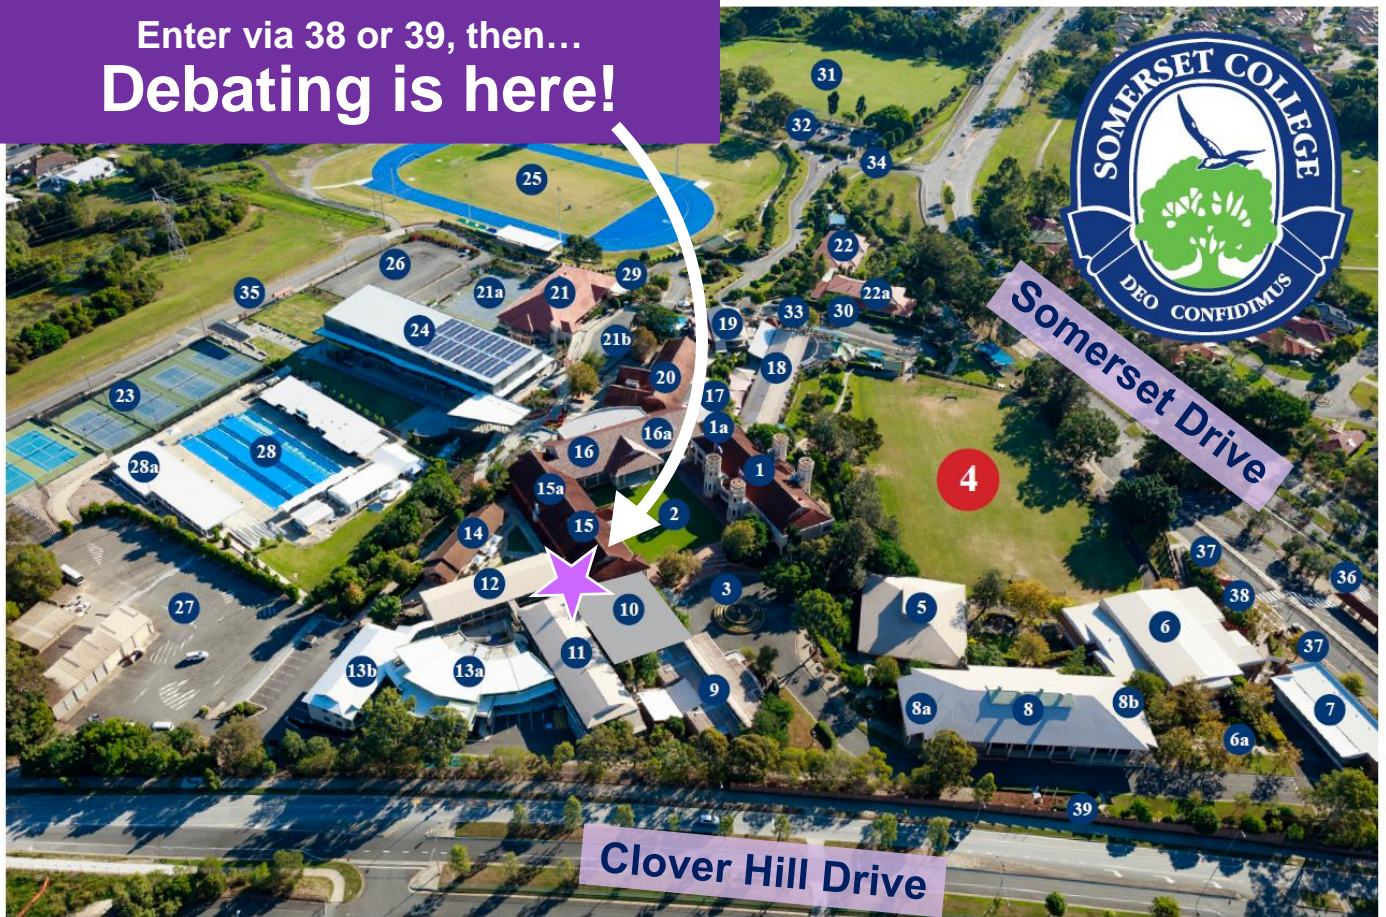 Enter via 38 or 39, then…
Debating is here!
SOMERSET COLLEGE
DEO CONFIDIMUS
31
32
34
25
22
26
29
35
21a
21
22a
19
33
30
24
21b
18
20
23
17
1a
16a
16
28
28a
1
4
15a
15
2
14
37
36
12
3
38
27
10
5
6
37
11
13b
13a
9
8a
8
8b
7
6a
39
Somerset Drive
Clover Hill Drive